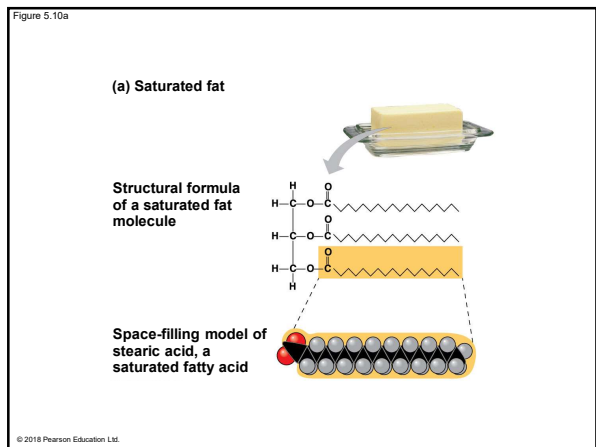 Figure 5.10a
(a) Saturated fat
Structural formula
of a saturated fat
molecule
H O
H–C–O–C
O
H–C–O–C
O
H–C–O–C
H
Space-filling model of
stearic acid, a
saturated fatty acid
© 2018 Pearson Education Ltd.